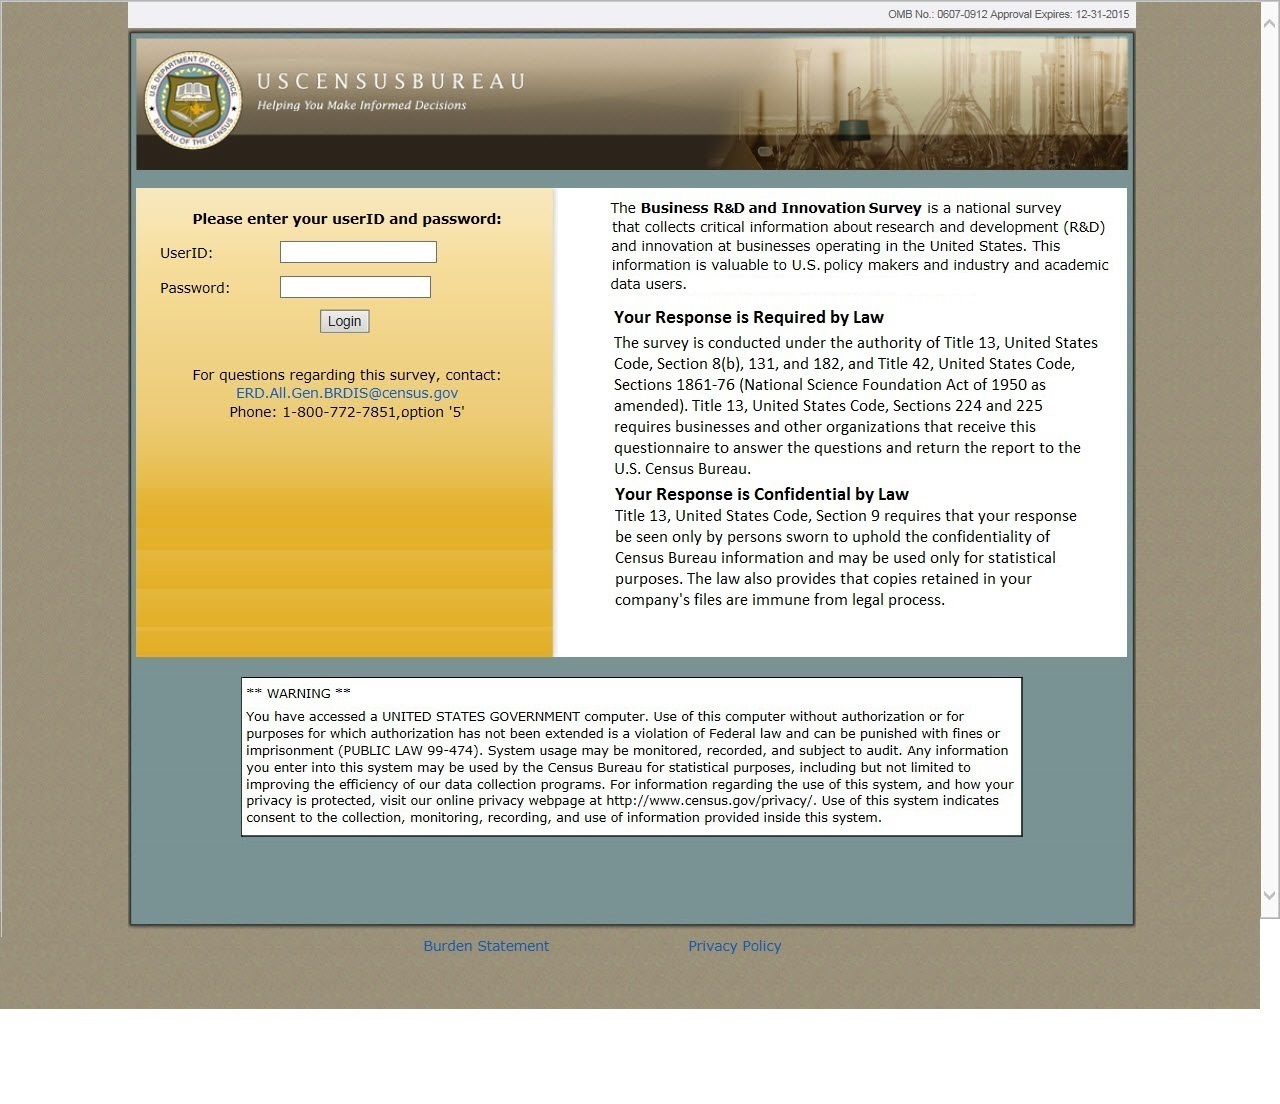 OMB No.: 0607-0912 Approval Expires: 12-31-2015
U.S. DEPARTMENT OF COMMERCE
BUREAU OF THE CENSUS
USCENSUSBUREAU
Helping You Make Informed Decisions
Please enter your userID and password:
UserID:
Password:
Login
For questions regarding this survey, contact:
ERD.All.Gen.BRDIS@census.gov
Phone: 1-800-772-7851,option '5'
The Business R&D and Innovation Survey is a national survey
that collects critical information about research and development (R&D)
and innovation at businesses operating in the United States. This
information is valuable to U.S. policy makers and industry and academic
data users.
Your Response is Required by Law
The survey is conducted under the authority of Title 13, United States
Code, Section 8(b), 131, and 182, and Title 42, United States Code,
Sections 1861-76 (National Science Foundation Act of 1950 as
amended). Title 13, United States Code, Sections 224 and 225
requires businesses and other organizations that receive this
questionnaire to answer the questions and return the report to the
U.S. Census Bureau.
Your Response is Confidential by Law
Title 13, United States Code, Section 9 requires that your response
be seen only by persons sworn to uphold the confidentiality of
Census Bureau information and may be used only for statistical
purposes. The law also provides that copies retained in your
company's files are immune from legal process.
** WARNING **
You have accessed a UNITED STATES GOVERNMENT computer. Use of this computer without authorization or for
purposes for which authorization has not been extended is a violation of Federal law and can be punished with fines or
imprisonment (PUBLIC LAW 99-474). System usage may be monitored, recorded, and subject to audit. Any information
you enter into this system may be used by the Census Bureau for statistical purposes, including but not limited to
improving the efficiency of our data collection programs. For information regarding the use of this system, and how your
privacy is protected, visit our online privacy webpage at http://www.census.gov/privacy/. Use of this system indicates
consent to the collection, monitoring, recording, and use of information provided inside this system.
Burden Statement
Privacy Policy